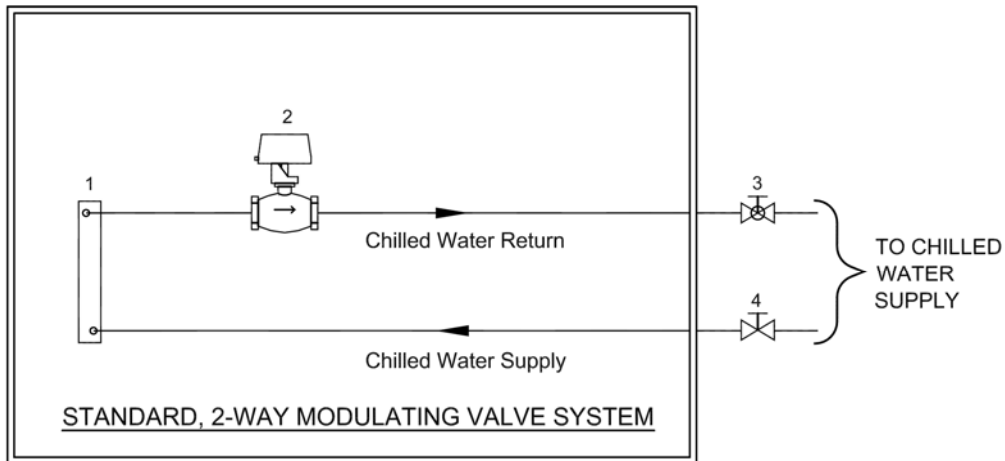 2
1
3
Chilled Water Return
TO CHILLED
WATER
SUPPLY
4
Chilled Water Supply
STANDARD, 2-WAY MODULATING VALVE SYSTEM